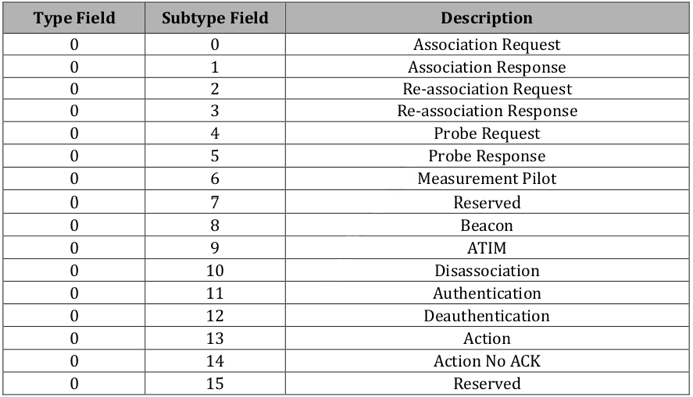 Type Field Subtype Field Description
0 0 Association Request
0 1 Association Response
0 2 Re-association Request
0 3 Re-association Response
0 4 Probe Request
0 5 Probe Response
0 6 Measurement Pilot
0 7 Reserved
0 8 Beacon
0 9 ATIM
0 10 Disassociation
0 11 Authentication
0 12 Deauthentication
0 13 Action
0 14 Action No ACK
0 15 Reserved